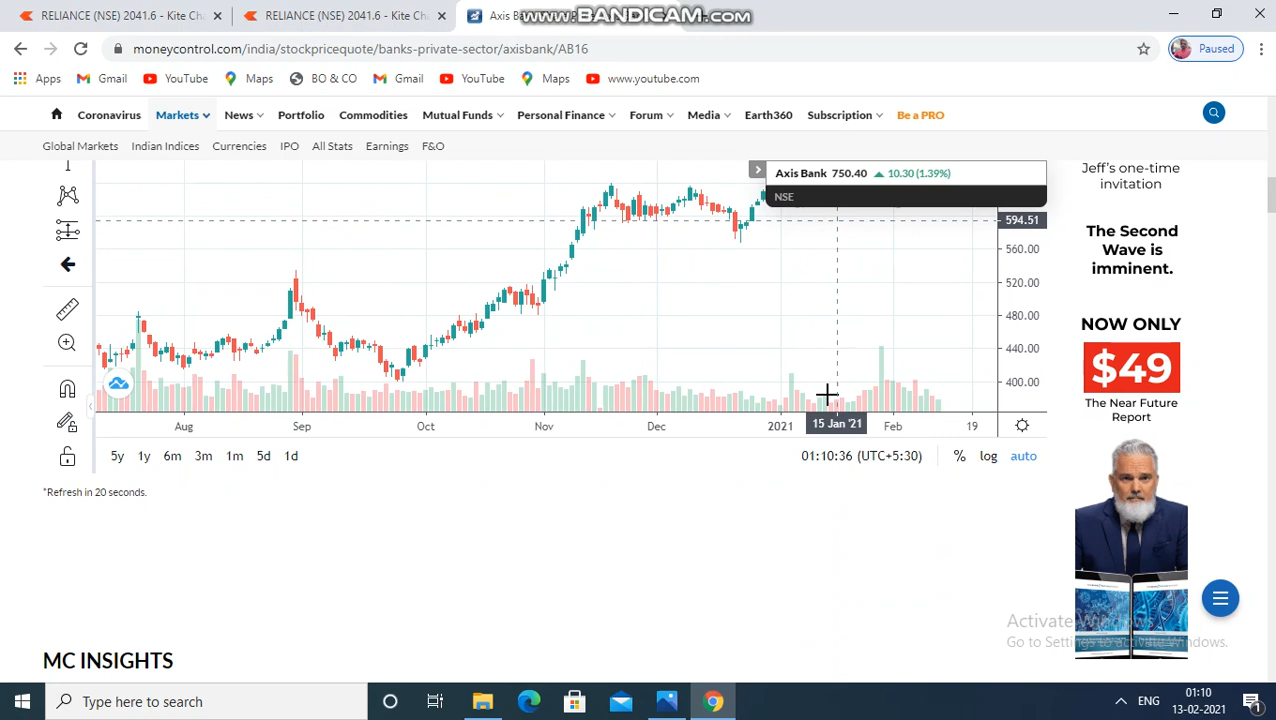 RELIANCE (NSE) 2041.6 - Kite Cha
RELIANCE (NSE) 2041.6 - Kite Cha
Axis Ban
www.BANDICAM.com
moneycontrol.com/india/stockpricequote/banks-private-sector/axisbank/AB16
Paused
Apps Gmail YouTube Maps BO & CO Gmail YouTube Maps www.youtube.com
Coronavirus Markets News Portfolio Commodities Mutual Funds Personal Finance Forum Media Earth360 Subscription Be a PRO
Global Markets Indian Indices Currencies IPO All Stats Earnings F&O
Axis Bank 750.40 10.30 (1.39%)
NSE
594.51
560.00
520.00
480.00
440.00
400.00
Aug Sep Oct Nov Dec 2021 15 Jan '21 Feb 19
5y 1y 6m 3m 1m 5d 1d 01:10:36 (UTC+5:30) % log auto
*Refresh in 20 seconds.
MC INSIGHTS
Jeff's one-time
invitation
The Second
Wave is
imminent.
NOW ONLY
$49
The Near Future
Report
Activate Windows
Go to Settings to activate Windows.
Type here to search
ENG
01:10
13-02-2021
1